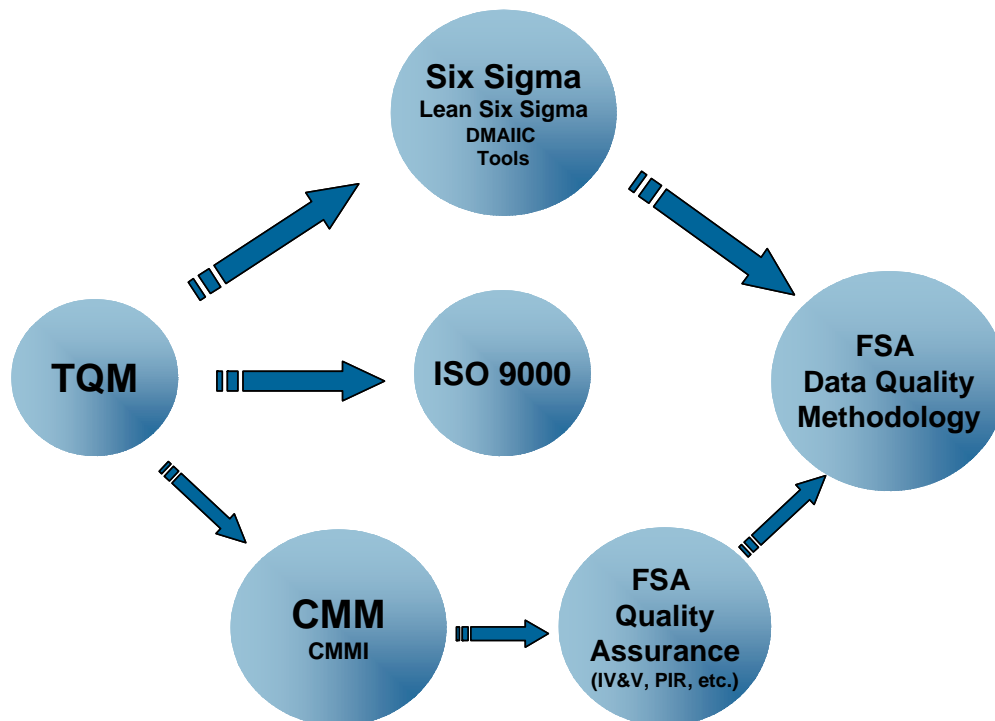 Six Sigma
Lean Six Sigma
DMAIIC
Tools
TQM
ISO 9000
FSA
Data Quality
Methodology
CMM
CMMI
FSA
Quality
Assurance
(IV&V, PIR, etc.)